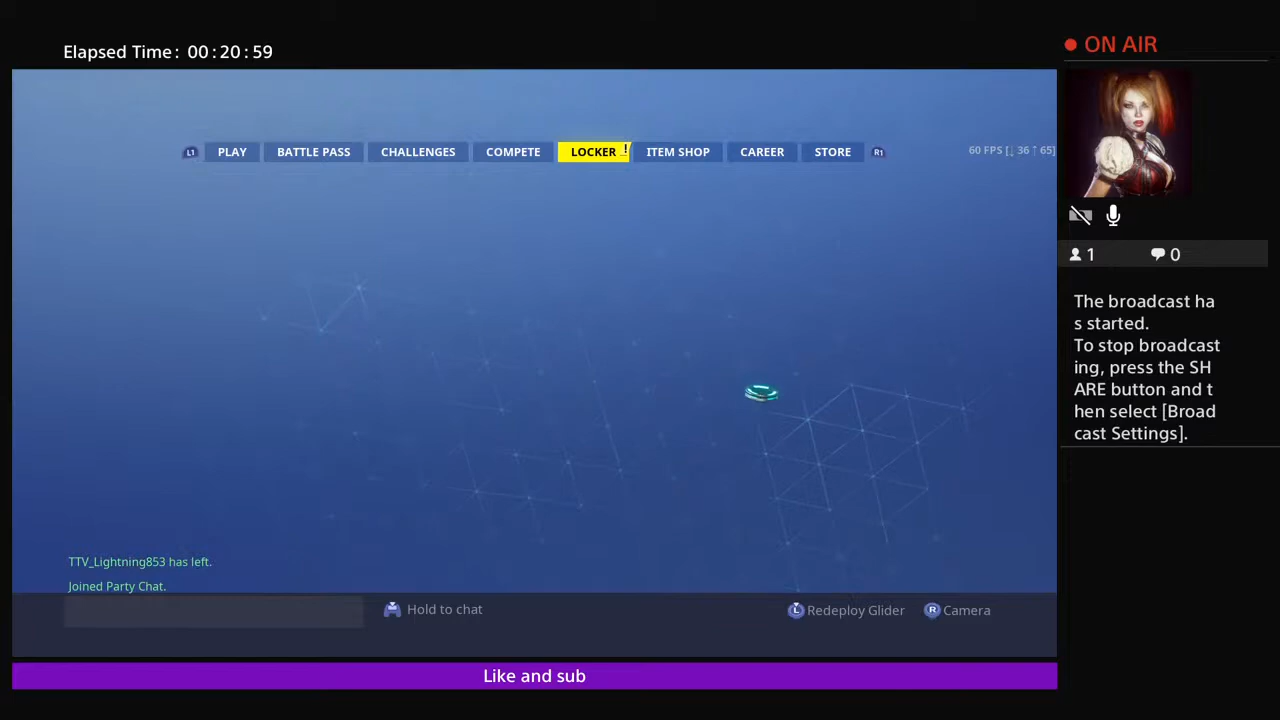 Elapsed Time: 00:20:59
ON AIR
L1 PLAY BATTLE PASS CHALLENGES COMPETE LOCKER ! ITEM SHOP CAREER STORE R1
60 FPS [↓ 36 ↑ 65]
1 0
The broadcast ha
s started.
To stop broadcast
ing, press the SH
ARE button and t
hen select [Broad
cast Settings].
TTV_Lightning853 has left.
Joined Party Chat.
Hold to chat
L Redeploy Glider R Camera
Like and sub